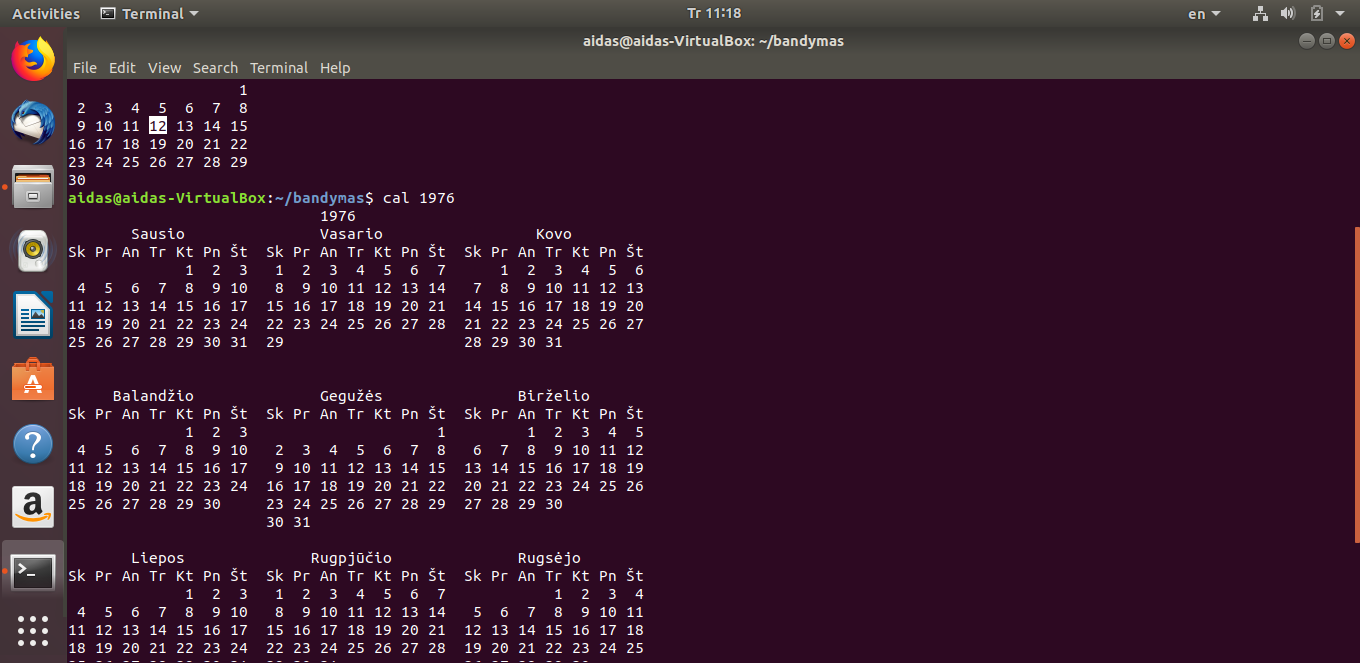 Activities Terminal Tr 11:18 en
aidas@aidas-VirtualBox: ~/bandymas
File Edit View Search Terminal Help
1
2 3 4 5 6 7 8
9 10 11 12 13 14 15
16 17 18 19 20 21 22
23 24 25 26 27 28 29
30
aidas@aidas-VirtualBox:~/bandymas$ cal 1976
1976
Sausio Vasario Kovo
Sk Pr An Tr Kt Pn Št Sk Pr An Tr Kt Pn Št Sk Pr An Tr Kt Pn Št
1 2 3 1 2 3 4 5 6 7 1 2 3 4 5 6
4 5 6 7 8 9 10 8 9 10 11 12 13 14 7 8 9 10 11 12 13
11 12 13 14 15 16 17 15 16 17 18 19 20 21 14 15 16 17 18 19 20
18 19 20 21 22 23 24 22 23 24 25 26 27 28 21 22 23 24 25 26 27
25 26 27 28 29 30 31 29 28 29 30 31
Balandžio Gegužės Birželio
Sk Pr An Tr Kt Pn Št Sk Pr An Tr Kt Pn Št Sk Pr An Tr Kt Pn Št
1 2 3 1 1 2 3 4 5
4 5 6 7 8 9 10 2 3 4 5 6 7 8 6 7 8 9 10 11 12
11 12 13 14 15 16 17 9 10 11 12 13 14 15 13 14 15 16 17 18 19
18 19 20 21 22 23 24 16 17 18 19 20 21 22 20 21 22 23 24 25 26
25 26 27 28 29 30 23 24 25 26 27 28 29 27 28 29 30
30 31
Liepos Rugpjūčio Rugsėjo
Sk Pr An Tr Kt Pn Št Sk Pr An Tr Kt Pn Št Sk Pr An Tr Kt Pn Št
1 2 3 1 2 3 4 5 6 7 1 2 3 4
4 5 6 7 8 9 10 8 9 10 11 12 13 14 5 6 7 8 9 10 11
11 12 13 14 15 16 17 15 16 17 18 19 20 21 12 13 14 15 16 17 18
18 19 20 21 22 23 24 22 23 24 25 26 27 28 19 20 21 22 23 24 25